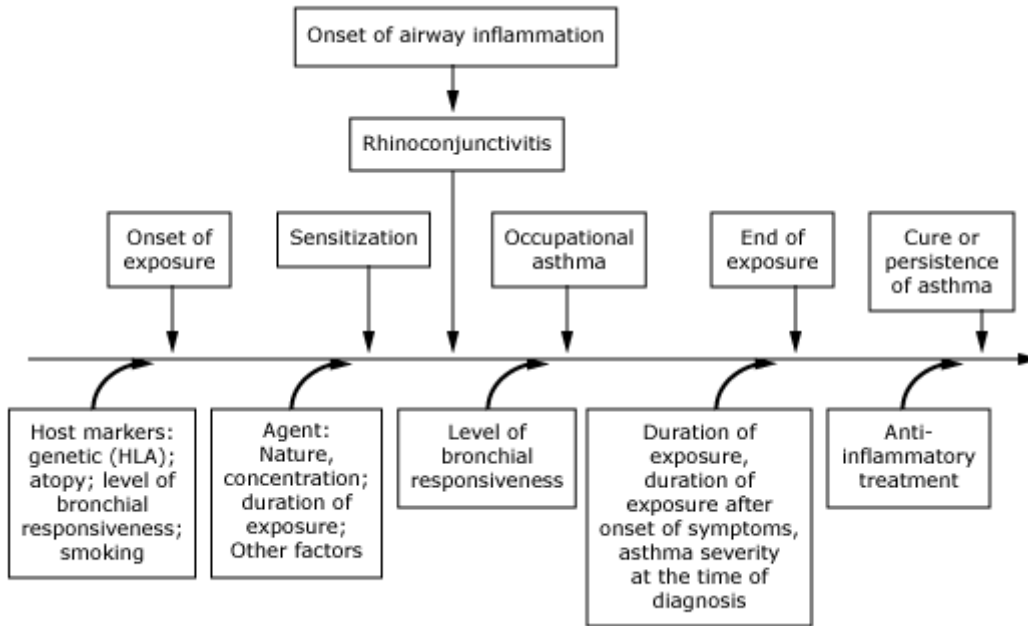 Onset of airway inflammation
Rhinoconjunctivitis
Onset of
exposure
Sensitization
Occupational
asthma
End of
exposure
Cure or
persistence
of asthma
Host markers:
genetic (HLA);
atopy; level of
bronchial
responsiveness;
smoking
Agent:
Nature,
concentration;
duration of
exposure;
Other factors
Level of
bronchial
responsiveness
Duration of
exposure,
duration of
exposure after
onset of symptoms,
asthma severity
at the time of
diagnosis
Anti-
inflammatory
treatment